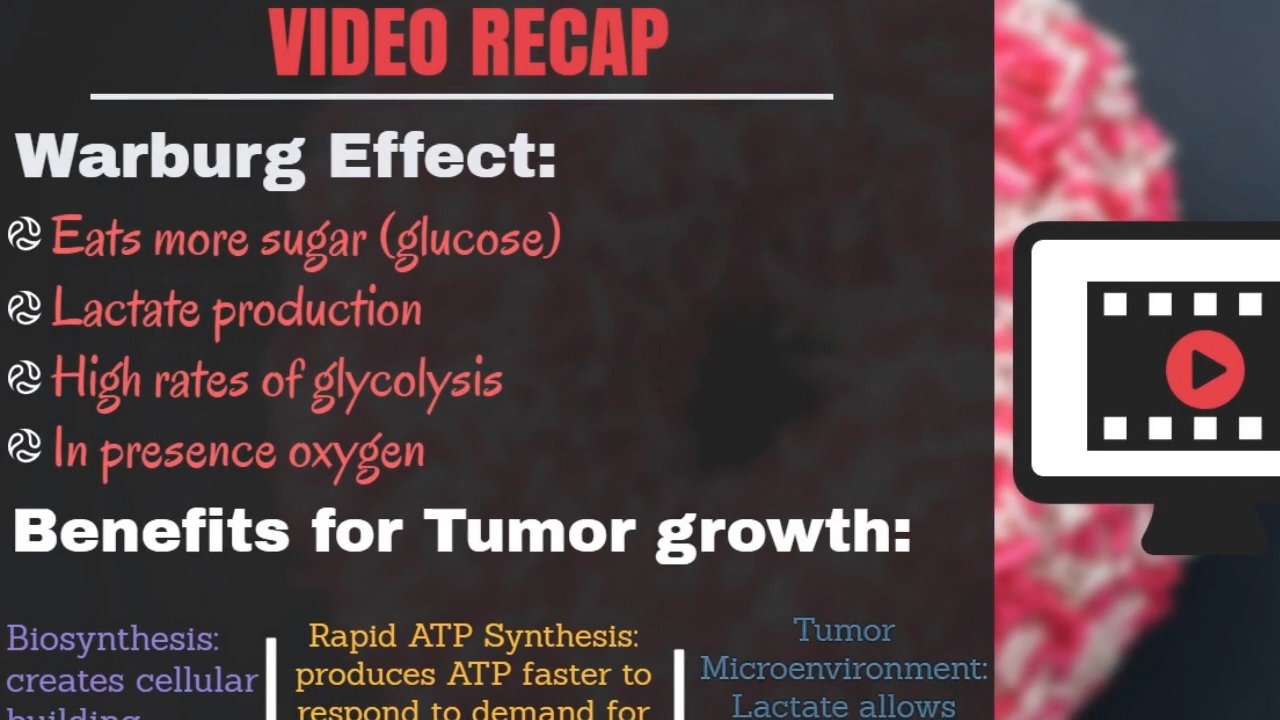 VIDEO RECAP
Warburg Effect:
Eats more sugar (glucose)
Lactate production
High rates of glycolysis
In presence oxygen
Benefits for Tumor growth:
Biosynthesis:
creates cellular
building
Rapid ATP Synthesis:
produces ATP faster to
respond to demand for
Tumor
Microenvironment:
Lactate allows